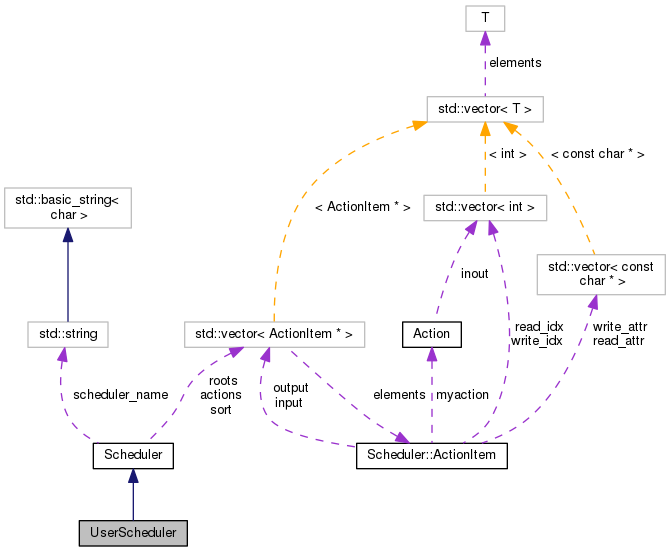 T
elements
std::vector< T >
< int >
< const char * >
std::basic_string<
char >
< ActionItem * >
std::vector< int >
inout
std::vector< const
char * >
std::string
std::vector< ActionItem * >
Action
read_idx
write_idx
write_attr
read_attr
scheduler_name
roots
actions
sort
output
input
elements
myaction
Scheduler
Scheduler::ActionItem
UserScheduler